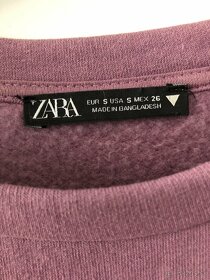 ZARA
EUR S USA S MEX 26
MADE IN BANGLADESH